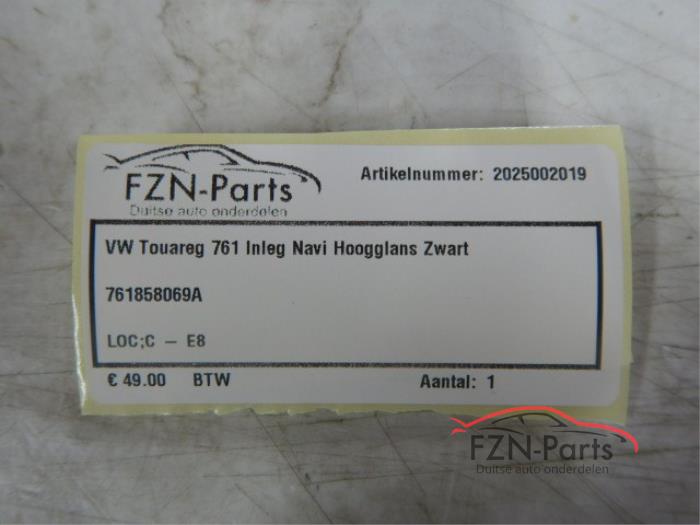 FZN-Parts
Duitse auto onderdelen
Artikelnummer: 2025002019
VW Touareg 761 Inleg Navi Hoogglans Zwart
761858069A
LOC;C - E8
€ 49.00 BTW
Aantal: 1
FZN-Parts
Duitse auto onderdelen